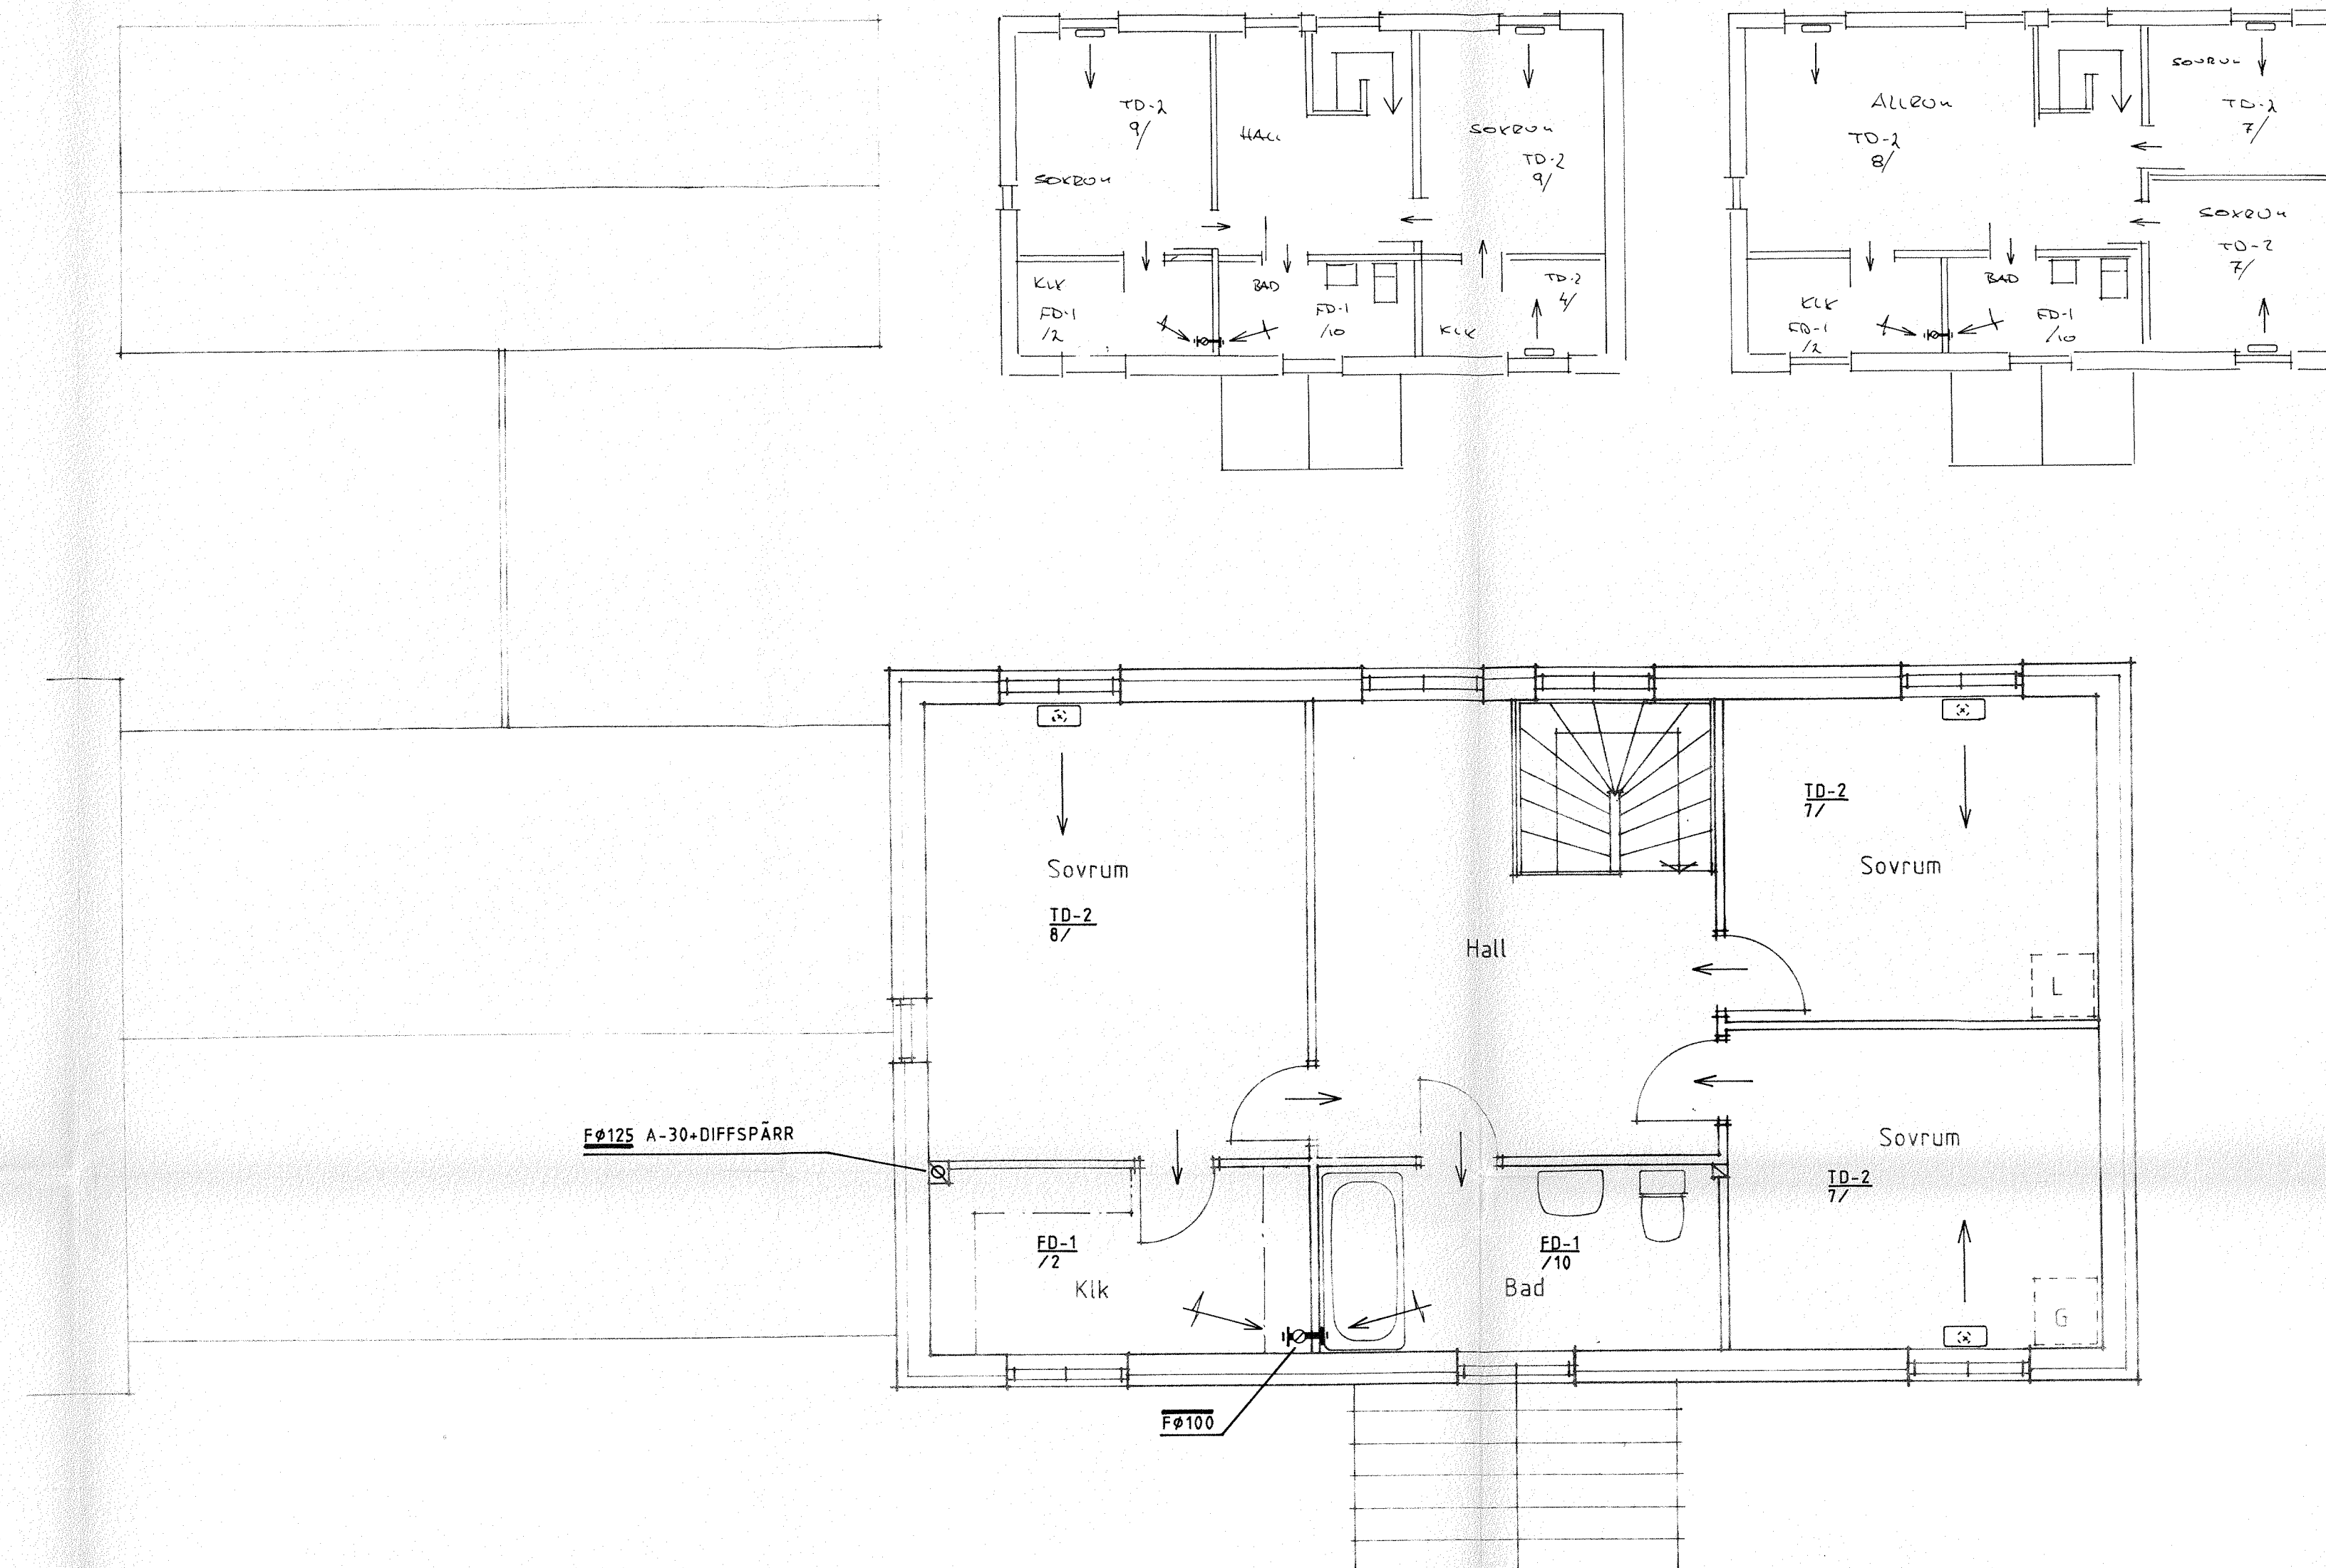 TD-2
9/
SOVRUM
HALL
SOVRUM
TD-2
9/
KLK
FD-1
/2
BAD
FD-1
/10
KLK
TD-2
4/
ALLRUM
TD-2
8/
SOVRUM
TD-2
7/
SOVRUM
TD-2
7/
KLK
FD-1
/2
BAD
FD-1
/10
Sovrum
TD-2
8/
Hall
TD-2
7/
Sovrum
L
FØ125 A-30+DIFFSPÄRR
Sovrum
TD-2
7/
FD-1
/2
Klk
FD-1
/10
Bad
G
FØ100